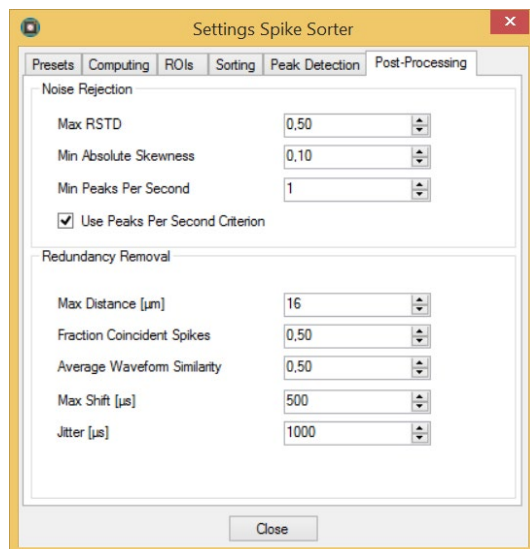 Settings Spike Sorter
Presets Computing ROIs Sorting Peak Detection Post-Processing
Noise Rejection
Max RSTD 0,50
Min Absolute Skewness 0,10
Min Peaks Per Second 1
Use Peaks Per Second Criterion
Redundancy Removal
Max Distance [µm] 16
Fraction Coincident Spikes 0,50
Average Waveform Similarity 0,50
Max Shift [µs] 500
Jitter [µs] 1000
Close